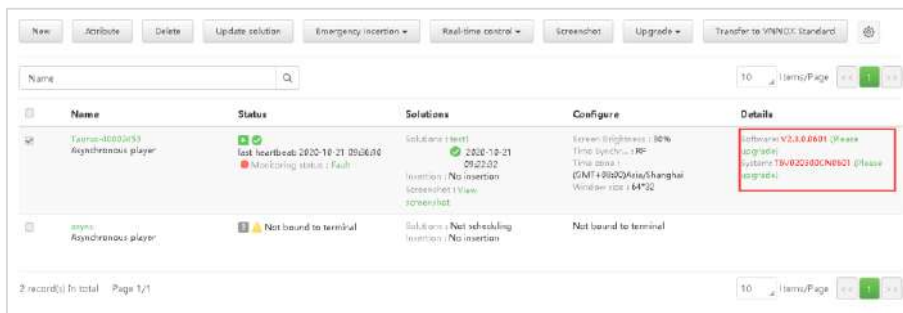 New Attribute Delete Update solution Emergency insertion Real-time control Screenshot Upgrade Transfer to VNNOX Standard
Name 10 Items/Page << 1 >>
Name Status Solutions Configure Details
Taurus-40002653
Asynchronous player
last heartbeat: 2020-10-21 09:36:10
Monitoring status : Fault
Solutions : test1
2020-10-21
09:22:32
Insertion : No insertion
Screenshot : View
screenshot
Screen Brightness : 80%
Time Synchr... : RF
Time zone :
(GMT+08:00)Asia/Shanghai
Window size : 64*32
Software: V2.3.0.0601 (Please
upgrade)
System: (Please
upgrade)
async
Asynchronous player
Not bound to terminal
Solutions : Not scheduling
Insertion : No insertion
Not bound to terminal
2 record(s) in total Page 1/1
10 Items/Page << 1 >>